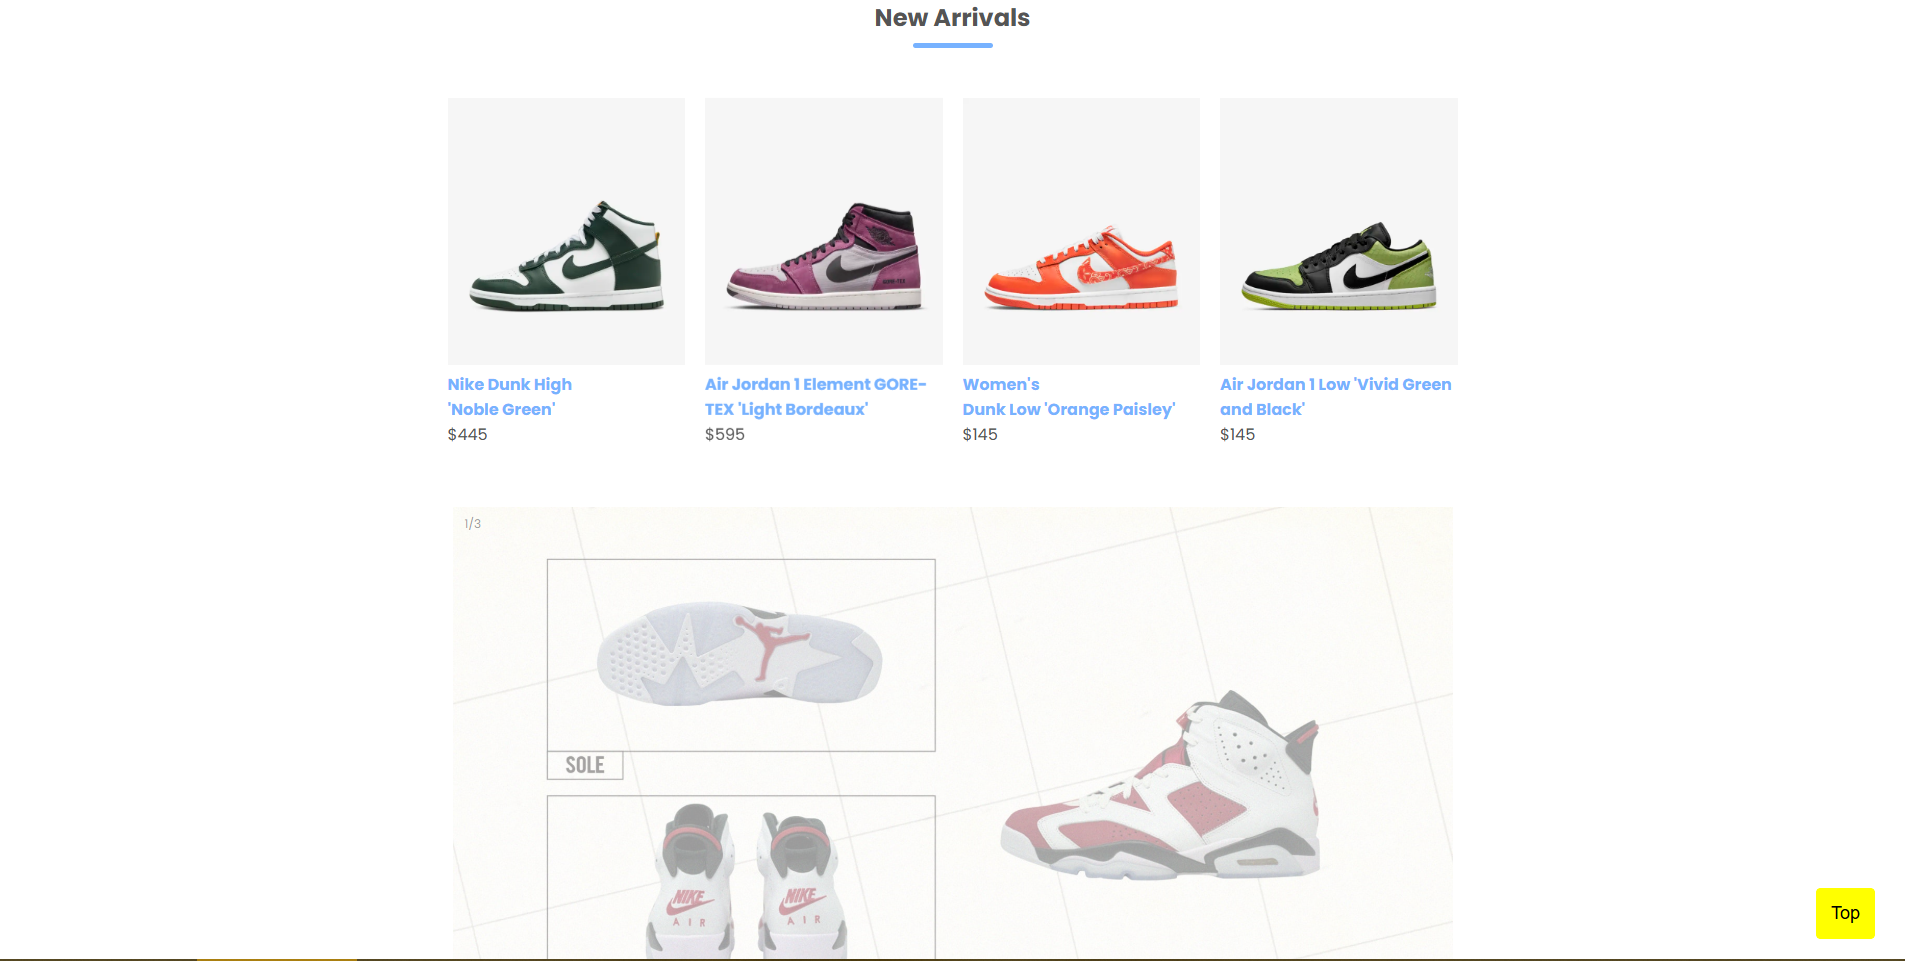 New Arrivals
Nike Dunk High
'Noble Green'
$445
Air Jordan 1 Element GORE-
TEX 'Light Bordeaux'
$595
Women's
Dunk Low 'Orange Paisley'
$145
Air Jordan 1 Low 'Vivid Green
and Black'
$145
GORE-TEX
1/3
SOLE
NIKE
AIR
NIKE
AIR
Top